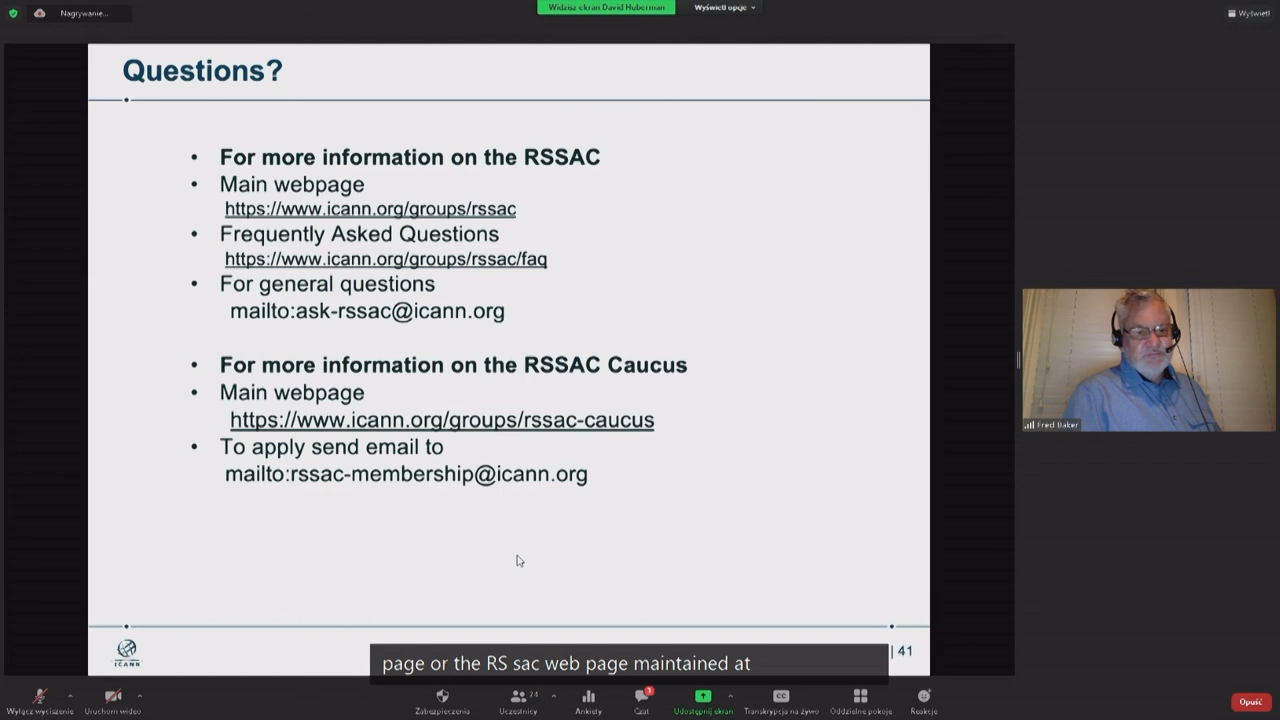 Nagrywanie...
Widzisz ekran David Huberman
Wyświetl opcje
Wyświetl
Questions?
• For more information on the RSSAC
• Main webpage
https://www.icann.org/groups/rssac
• Frequently Asked Questions
https://www.icann.org/groups/rssac/faq
• For general questions
mailto:ask-rssac@icann.org
• For more information on the RSSAC Caucus
• Main webpage
https://www.icann.org/groups/rssac-caucus
• To apply send email to
mailto:rssac-membership@icann.org
Fred Baker
ICANN
| 41
page or the RS sac web page maintained at
Wyłącz wyciszenie
Uruchom wideo
Zabezpieczenia
Uczestnicy
24
Ankiety
Czat
1
Udostępnij ekran
CC
Transkrypcja na żywo
Oddzielne pokoje
Reakcje
Opuść